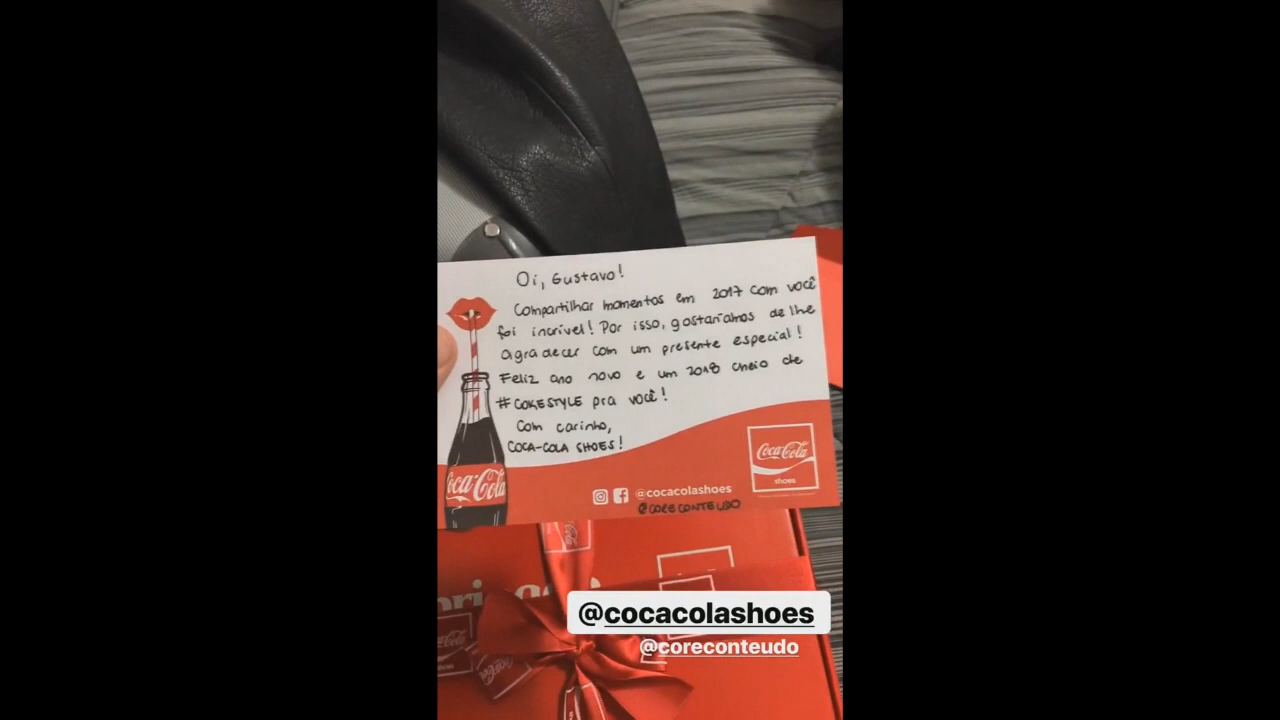 Oi, Gustavo!
Compartilhar momentos em 2017 com você
foi incrível! Por isso, gostaríamos de lhe
agradecer com um presente especial!
Feliz ano novo e um 2018 cheio de
#COKESTYLE pra você!
Com carinho,
COCA-COLA SHOES!
Coca-Cola
Coca-Cola
shoes
@cocacolashoes
@CORECONTEUDO
@cocacolashoes
@coreconteudo